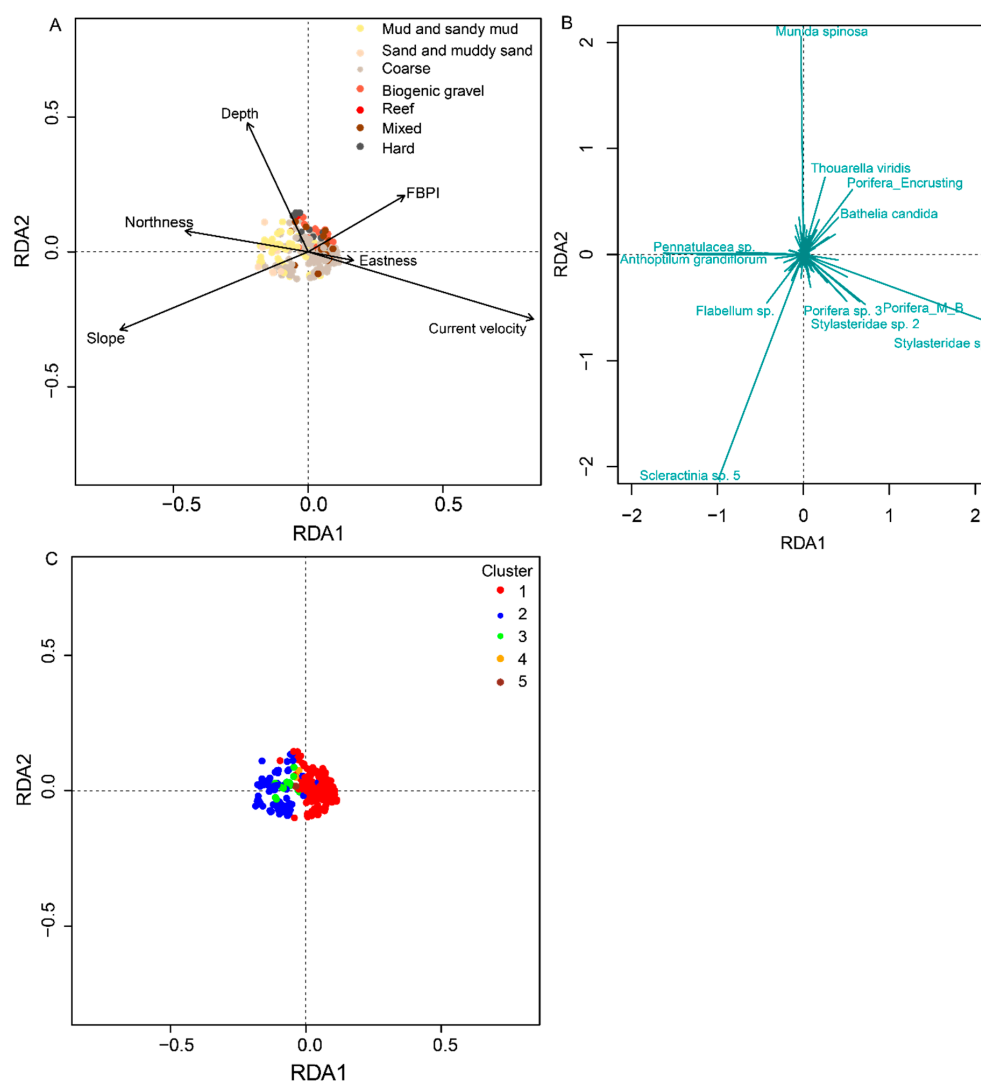 A
Mud and sandy mud
Sand and muddy sand
Coarse
Biogenic gravel
Reef
Mixed
Hard
Depth
FBPI
Northness
Eastness
Current velocity
Slope
0.5
0.0
−0.5
RDA2
−0.5
0.0
0.5
RDA1
B
Munida spinosa
Thouarella viridis
Porifera_Encrusting
Bathelia candida
Pennatulacea sp.
Anthoptilum grandiflorum
Flabellum sp.
Porifera sp. 3
Porifera_M_B
Stylasteridae sp. 2
Stylasteridae s
Scleractinia sp. 5
2
1
0
−1
−2
RDA2
−2
−1
0
1
2
RDA1
C
Cluster
1
2
3
4
5
0.5
0.0
−0.5
RDA2
−0.5
0.0
0.5
RDA1